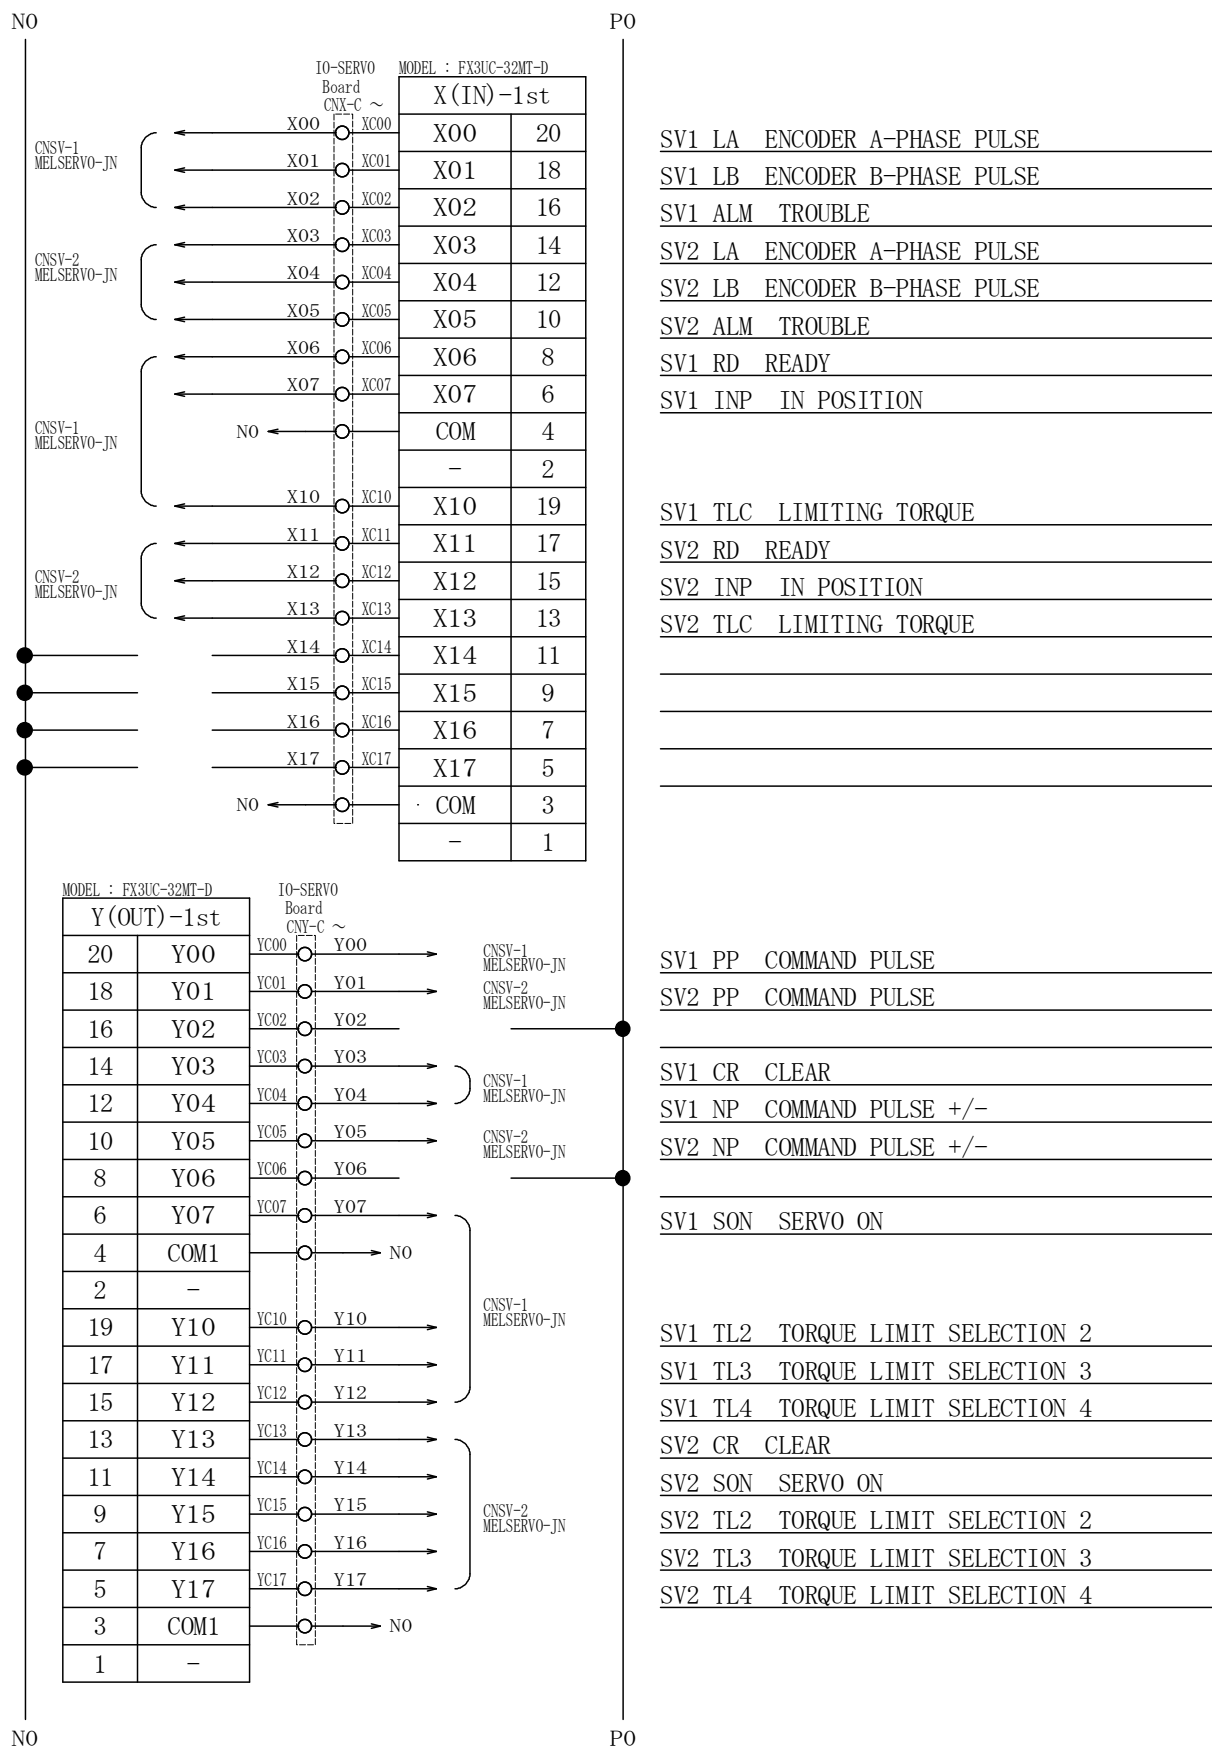 N0 P0
IO-SERVO MODEL : FX3UC-32MT-D
Board
CNX-C ～
X(IN)-1st
X00 XC00 X00 20 SV1 LA ENCODER A-PHASE PULSE
CNSV-1
MELSERVO-JN
X01 XC01 X01 18 SV1 LB ENCODER B-PHASE PULSE
X02 XC02 X02 16 SV1 ALM TROUBLE
X03 XC03 X03 14 SV2 LA ENCODER A-PHASE PULSE
CNSV-2
MELSERVO-JN
X04 XC04 X04 12 SV2 LB ENCODER B-PHASE PULSE
X05 XC05 X05 10 SV2 ALM TROUBLE
X06 XC06 X06 8 SV1 RD READY
X07 XC07 X07 6 SV1 INP IN POSITION
CNSV-1
MELSERVO-JN
N0 COM 4
- 2
X10 XC10 X10 19 SV1 TLC LIMITING TORQUE
X11 XC11 X11 17 SV2 RD READY
CNSV-2
MELSERVO-JN
X12 XC12 X12 15 SV2 INP IN POSITION
X13 XC13 X13 13 SV2 TLC LIMITING TORQUE
X14 XC14 X14 11
X15 XC15 X15 9
X16 XC16 X16 7
X17 XC17 X17 5
N0 COM 3
- 1
MODEL : FX3UC-32MT-D IO-SERVO
Board
CNY-C ～
Y(OUT)-1st
20 Y00 YC00 Y00 CNSV-1 SV1 PP COMMAND PULSE
MELSERVO-JN
18 Y01 YC01 Y01 CNSV-2 SV2 PP COMMAND PULSE
MELSERVO-JN
16 Y02 YC02 Y02
14 Y03 YC03 Y03 SV1 CR CLEAR
CNSV-1
MELSERVO-JN
12 Y04 YC04 Y04 SV1 NP COMMAND PULSE +/-
10 Y05 YC05 Y05 CNSV-2 SV2 NP COMMAND PULSE +/-
MELSERVO-JN
8 Y06 YC06 Y06
6 Y07 YC07 Y07 SV1 SON SERVO ON
4 COM1 N0
2 -
CNSV-1
MELSERVO-JN
19 Y10 YC10 Y10 SV1 TL2 TORQUE LIMIT SELECTION 2
17 Y11 YC11 Y11 SV1 TL3 TORQUE LIMIT SELECTION 3
15 Y12 YC12 Y12 SV1 TL4 TORQUE LIMIT SELECTION 4
13 Y13 YC13 Y13 SV2 CR CLEAR
11 Y14 YC14 Y14 SV2 SON SERVO ON
9 Y15 YC15 Y15 CNSV-2 SV2 TL2 TORQUE LIMIT SELECTION 2
MELSERVO-JN
7 Y16 YC16 Y16 SV2 TL3 TORQUE LIMIT SELECTION 3
5 Y17 YC17 Y17 SV2 TL4 TORQUE LIMIT SELECTION 4
3 COM1 N0
1 -
N0 P0